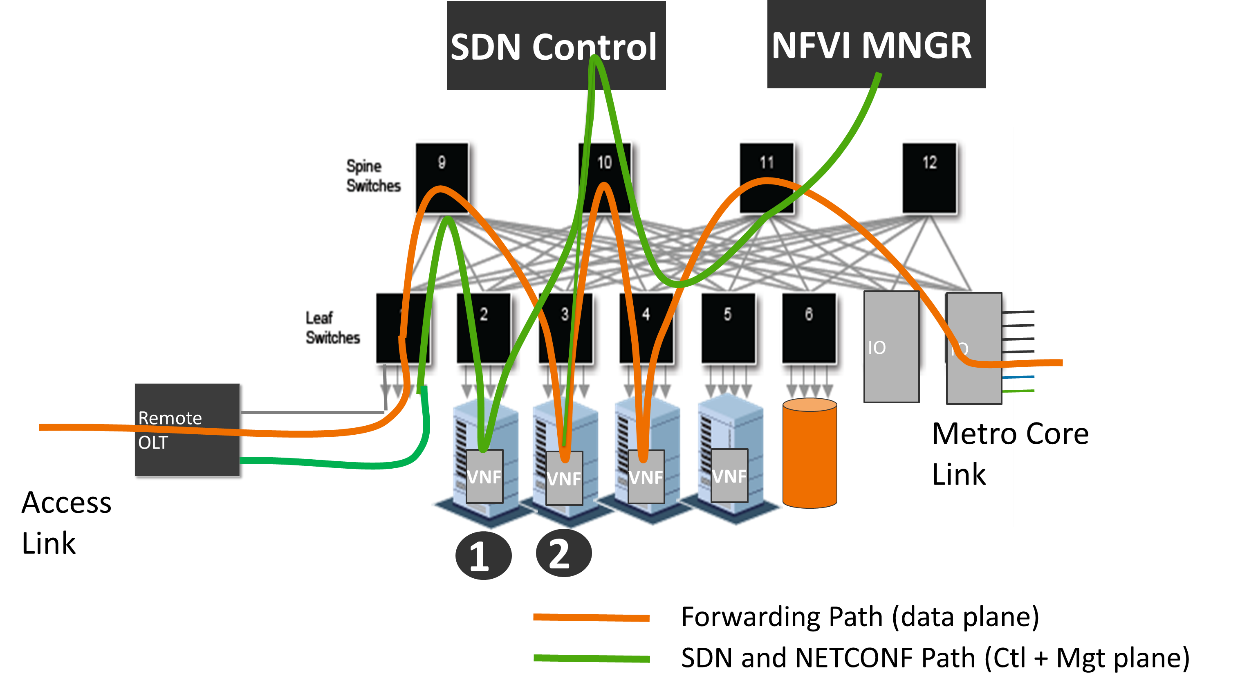 SDN Control
NFVI MNGR
Spine
Switches
9
10
11
12
Leaf
Switches
1
2
3
4
5
6
IO
IO
Remote
OLT
Access
Link
VNF
VNF
VNF
VNF
Metro Core
Link
1
2
Forwarding Path (data plane)
SDN and NETCONF Path (Ctl + Mgt plane)